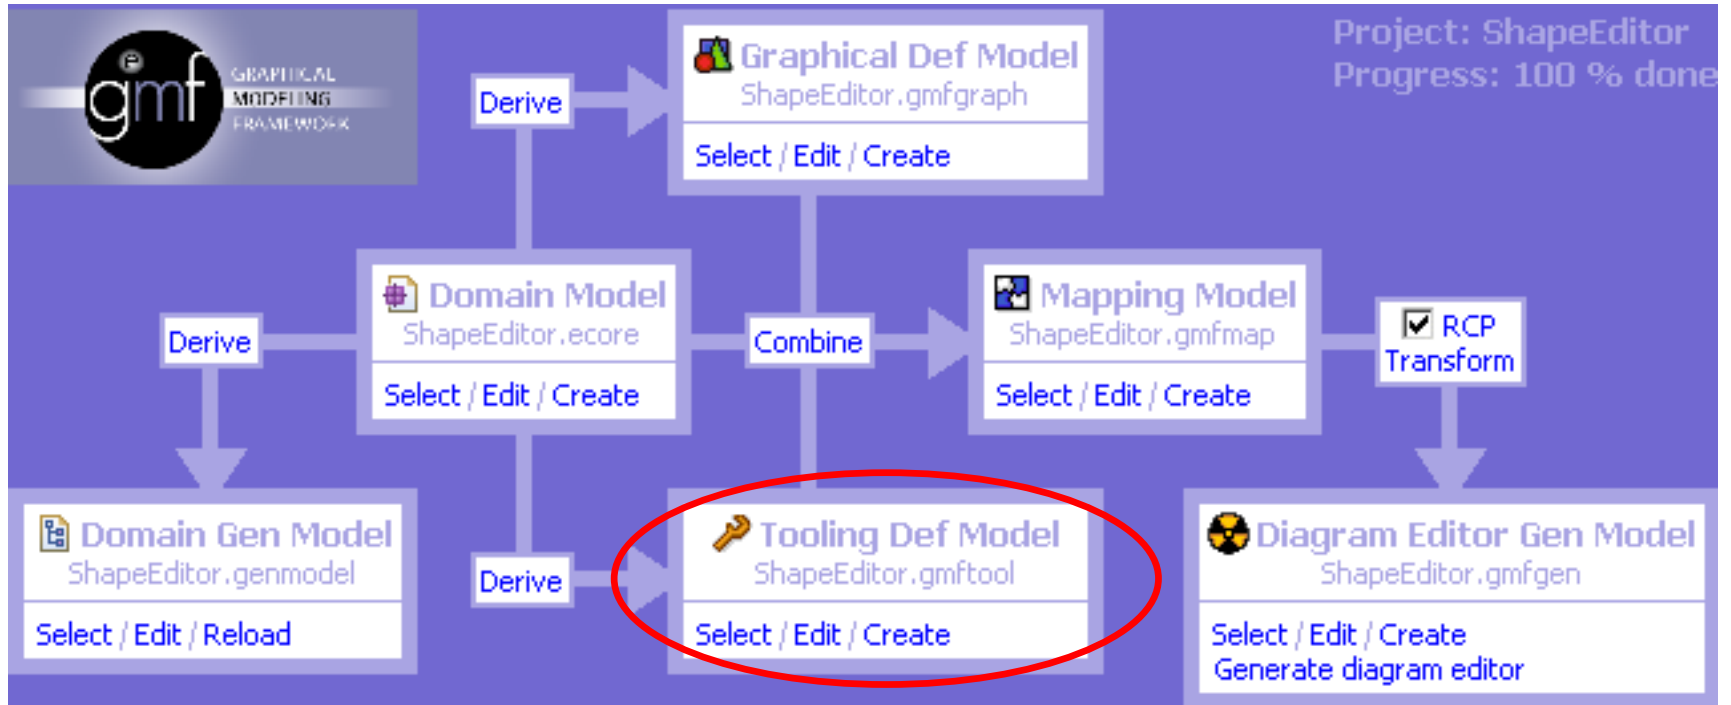 e
gmf
GRAPHICAL
MODELING
FRAMEWORK
Project: ShapeEditor
Progress: 100 % done
Derive
Graphical Def Model
ShapeEditor.gmfgraph
Select / Edit / Create
Derive
Domain Model
ShapeEditor.ecore
Select / Edit / Create
Combine
Mapping Model
ShapeEditor.gmfmap
Select / Edit / Create
RCP
Transform
Domain Gen Model
ShapeEditor.genmodel
Select / Edit / Reload
Derive
Tooling Def Model
ShapeEditor.gmftool
Select / Edit / Create
Diagram Editor Gen Model
ShapeEditor.gmfgen
Select / Edit / Create
Generate diagram editor